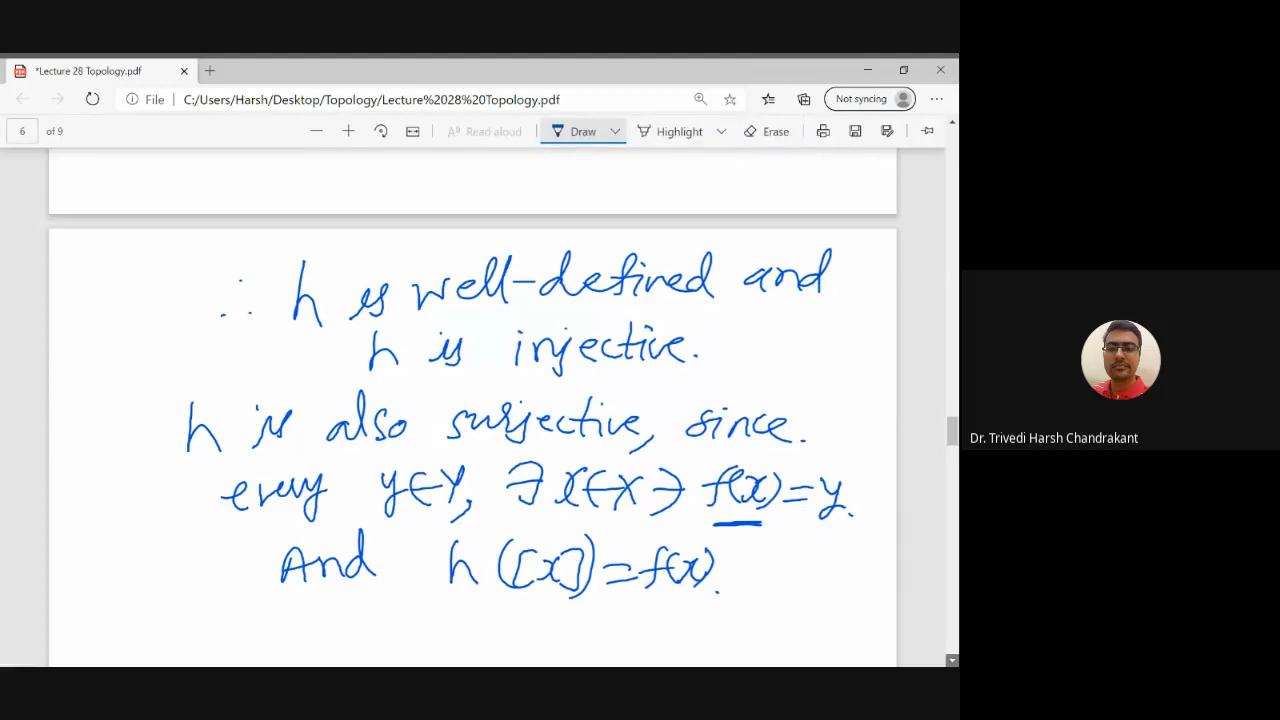 *Lecture 28 Topology.pdf
File | C:/Users/Harsh/Desktop/Topology/Lecture%2028%20Topology.pdf
Not syncing
6 of 9
Read aloud
Draw
Highlight
Erase
∴ h is well-defined and
h is injective.
h is also surjective, since.
every y∈Y, ∃ x∈X ∋ f(x)=y.
And h([x])=f(x).
Dr. Trivedi Harsh Chandrakant